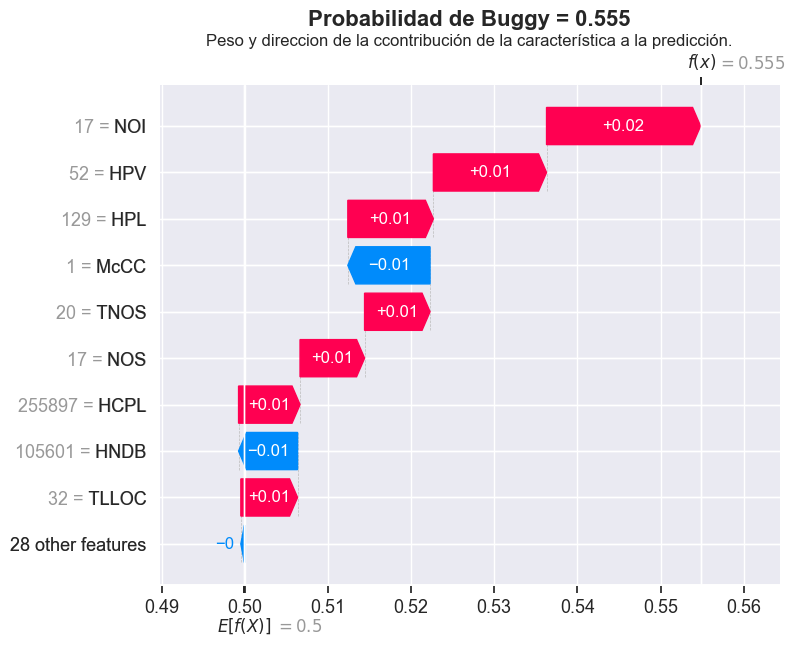 Probabilidad de Buggy = 0.555
Peso y direccion de la ccontribución de la característica a la predicción.
f(x) = 0.555
17 = NOI +0.02
52 = HPV +0.01
129 = HPL +0.01
1 = McCC −0.01
20 = TNOS +0.01
17 = NOS +0.01
255897 = HCPL +0.01
105601 = HNDB −0.01
32 = TLLOC +0.01
28 other features −0
0.49 0.50 0.51 0.52 0.53 0.54 0.55 0.56
E[f(X)] = 0.5